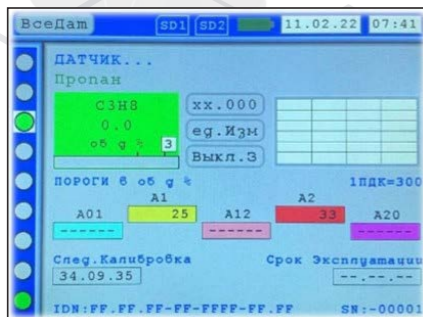 ВсеДат SD1 SD2 11.02.22 07:41
ДАТЧИК...
Пропан
C3H8
0.0
об д %
3
xx.000
ед.Изм
Выкл.3
ПОРОГИ в об д %
1ПДК=300
A1 A2
A01 25 A12 33 A20
------ ------ ------
След.Калибровка Срок Эксплуатации
34.09.35 --.--.--
IDN:FF.FF.FF-FF-FFFF-FF.FF SN:-00001